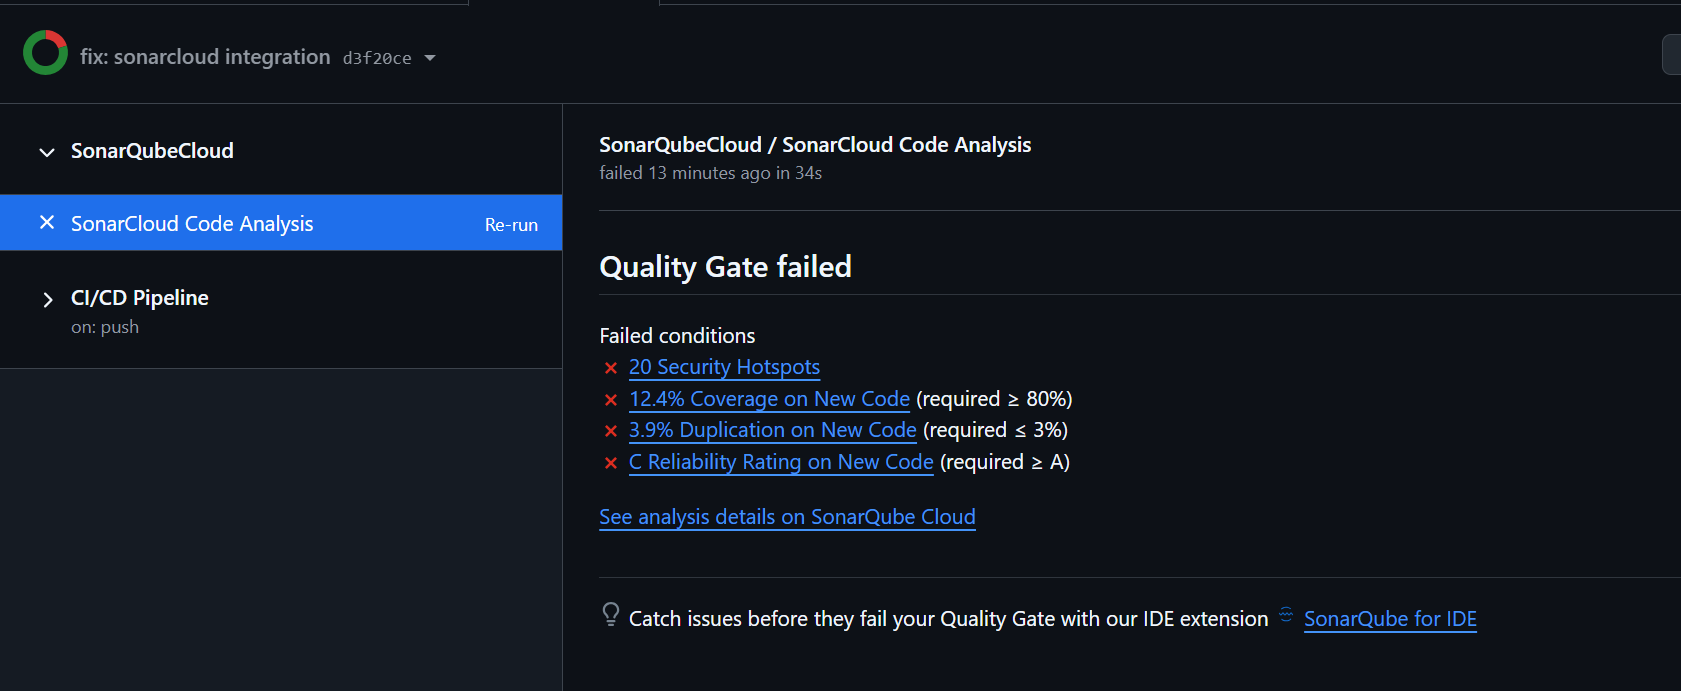 fix: sonarcloud integration d3f20ce
SonarQubeCloud
SonarCloud Code Analysis Re-run
CI/CD Pipeline
on: push
SonarQubeCloud / SonarCloud Code Analysis
failed 13 minutes ago in 34s
Quality Gate failed
Failed conditions
20 Security Hotspots
12.4% Coverage on New Code (required ≥ 80%)
3.9% Duplication on New Code (required ≤ 3%)
C Reliability Rating on New Code (required ≥ A)
See analysis details on SonarQube Cloud
Catch issues before they fail your Quality Gate with our IDE extension SonarQube for IDE